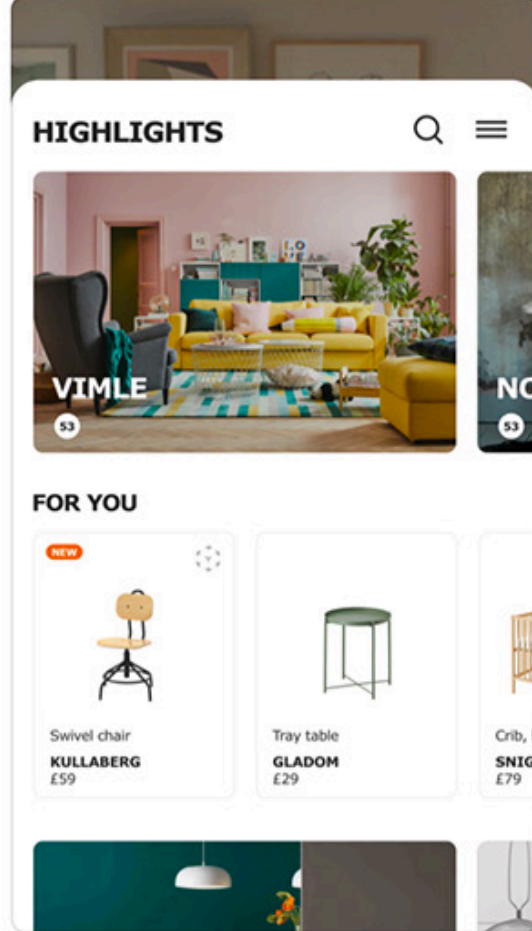 HIGHLIGHTS
VIMLE
53
NO
53
FOR YOU
NEW
Swivel chair
KULLABERG
£59
Tray table
GLADOM
£29
Crib,
SNIG
£79